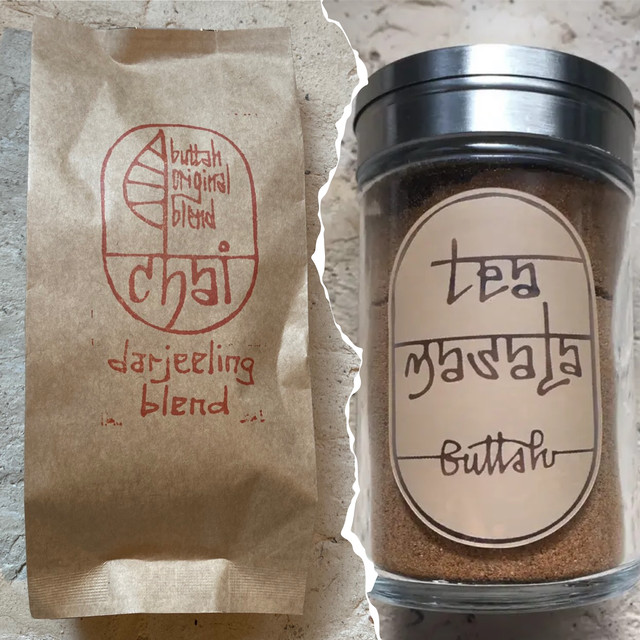 buttah
original
blend
chai
darjeeling
blend
tea
masala
Buttah